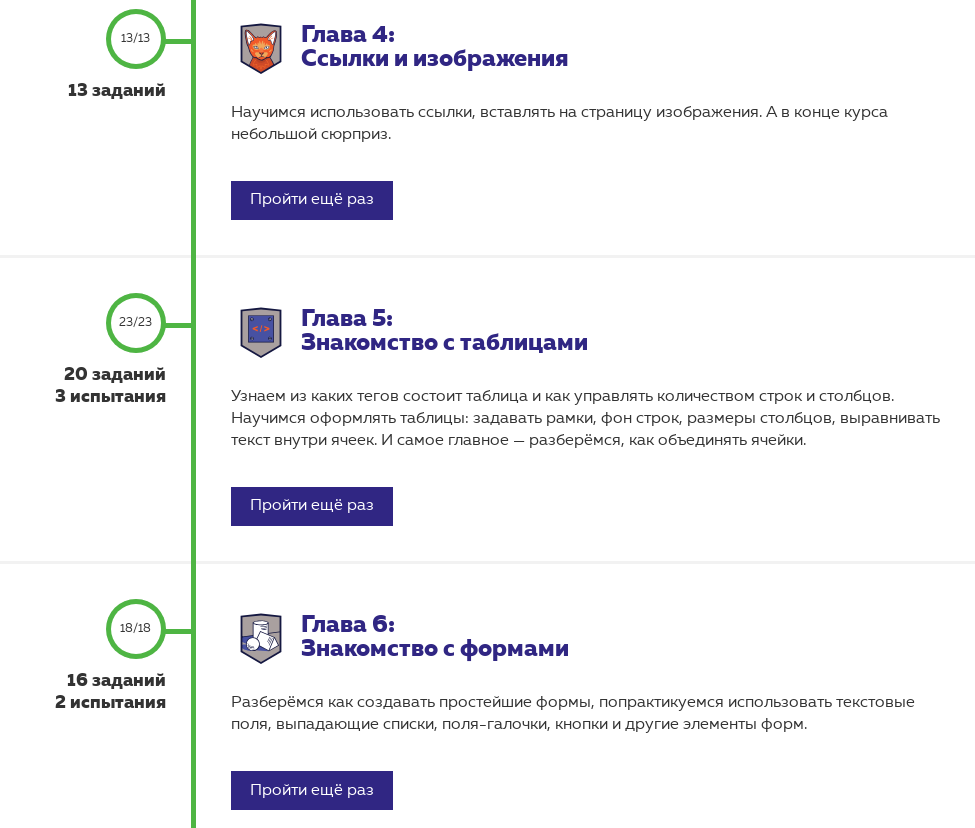 13/13
13 заданий
Глава 4:
Ссылки и изображения
Научимся использовать ссылки, вставлять на страницу изображения. А в конце курса
небольшой сюрприз.
Пройти ещё раз
23/23
20 заданий
3 испытания
Глава 5:
Знакомство с таблицами
Узнаем из каких тегов состоит таблица и как управлять количеством строк и столбцов.
Научимся оформлять таблицы: задавать рамки, фон строк, размеры столбцов, выравнивать
текст внутри ячеек. И самое главное — разберёмся, как объединять ячейки.
Пройти ещё раз
18/18
16 заданий
2 испытания
Глава 6:
Знакомство с формами
Разберёмся как создавать простейшие формы, попрактикуемся использовать текстовые
поля, выпадающие списки, поля-галочки, кнопки и другие элементы форм.
Пройти ещё раз